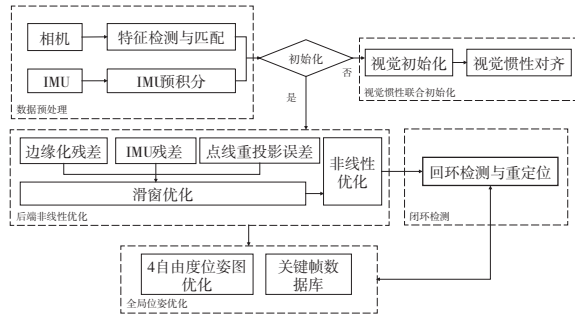 相机
特征检测与匹配
IMU
IMU预积分
数据预处理
初始化
否
是
视觉初始化
视觉惯性对齐
视觉惯性联合初始化
边缘化残差
IMU残差
点线重投影误差
滑窗优化
非线性
优化
后端非线性优化
回环检测与重定位
闭环检测
4自由度位姿图
优化
关键帧数
据库
全局位姿优化